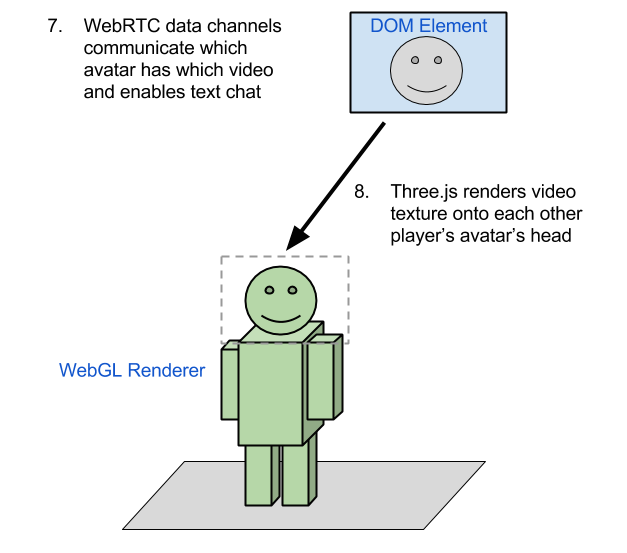 7. WebRTC data channels
communicate which
avatar has which video
and enables text chat
DOM Element
8. Three.js renders video
texture onto each other
player's avatar's head
WebGL Renderer